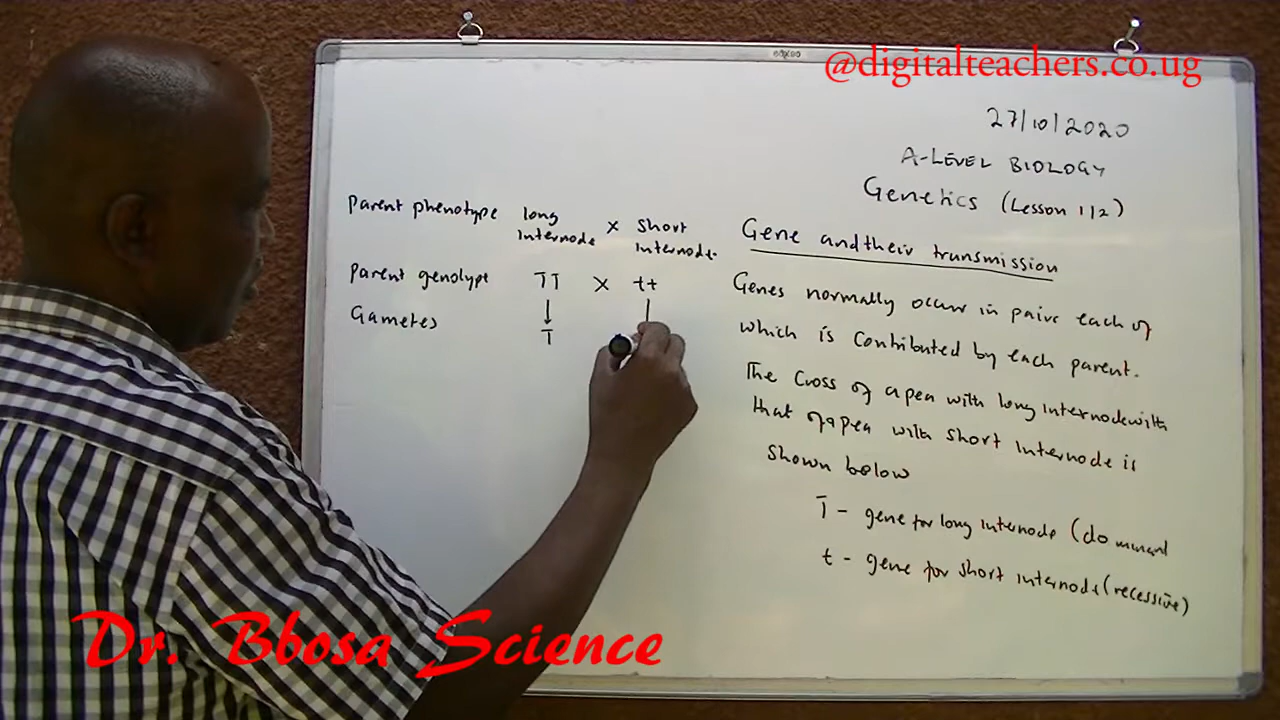 @digitalteachers.co.ug
27/10/2020
A-LEVEL BIOLOGY
Genetics (Lesson 1/2)
Parent phenotype long internode x short internode.
Parent genotype TT x tt
Gametes T
Gene and their transmission
Genes normally occur in pairs each of
which is contributed by each parent.
The cross of a pea with long internode with
that of a pea with short internode is
shown below
T - gene for long internode (dominant
t - gene for short internode (recessive)
Dr. Bbosa Science